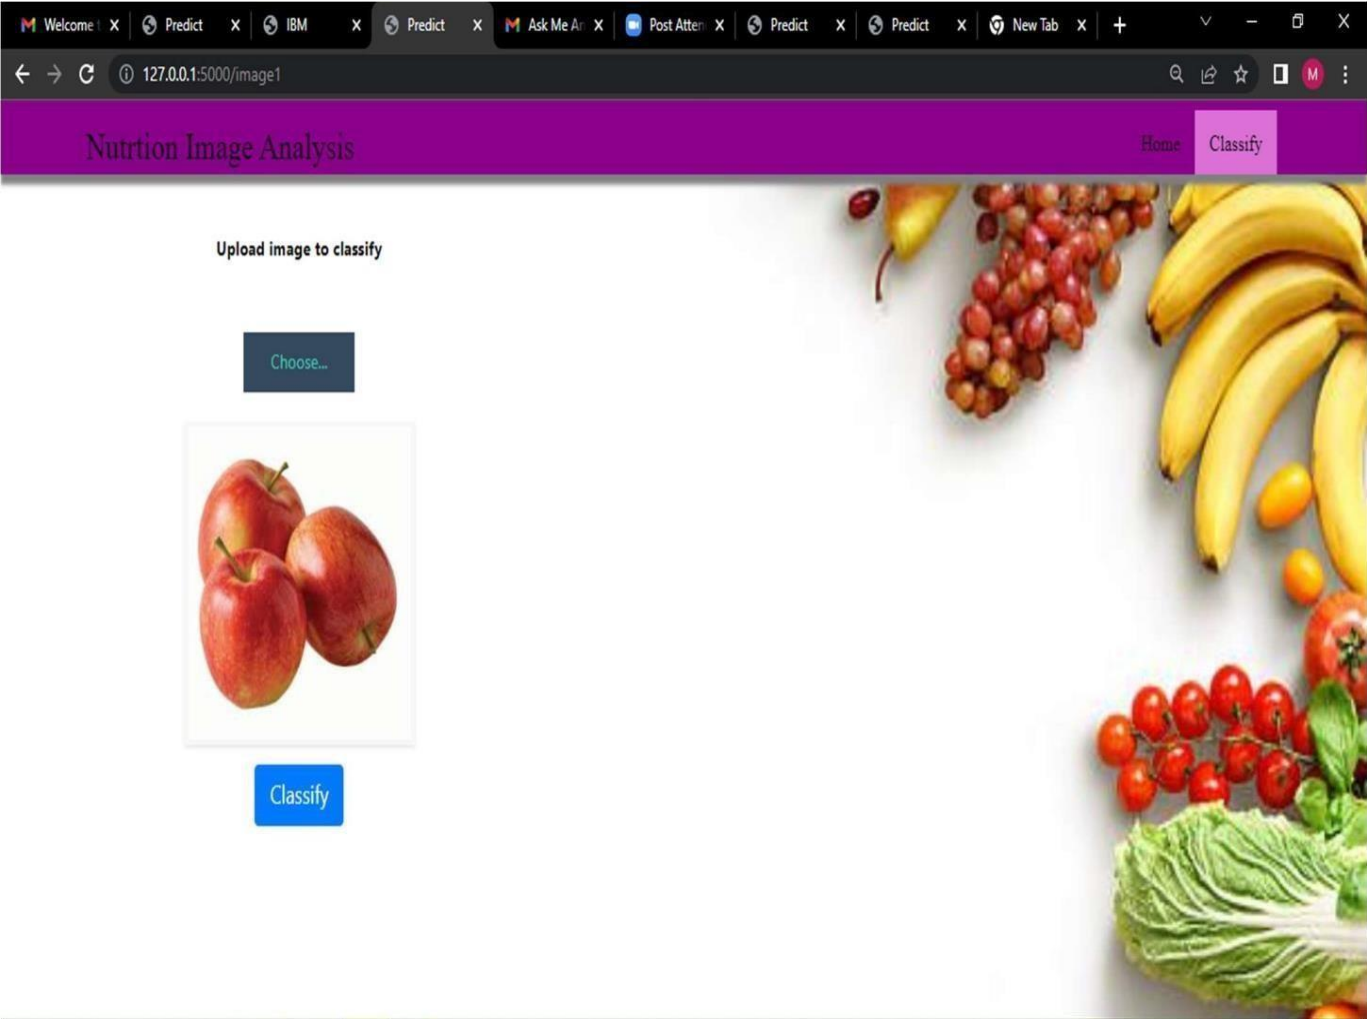 Welcome t Predict IBM Predict Ask Me An Post Atten Predict Predict New Tab
127.0.0.1:5000/image1 M
Nutrtion Image Analysis Home Classify
Upload image to classify
Choose...
Classify